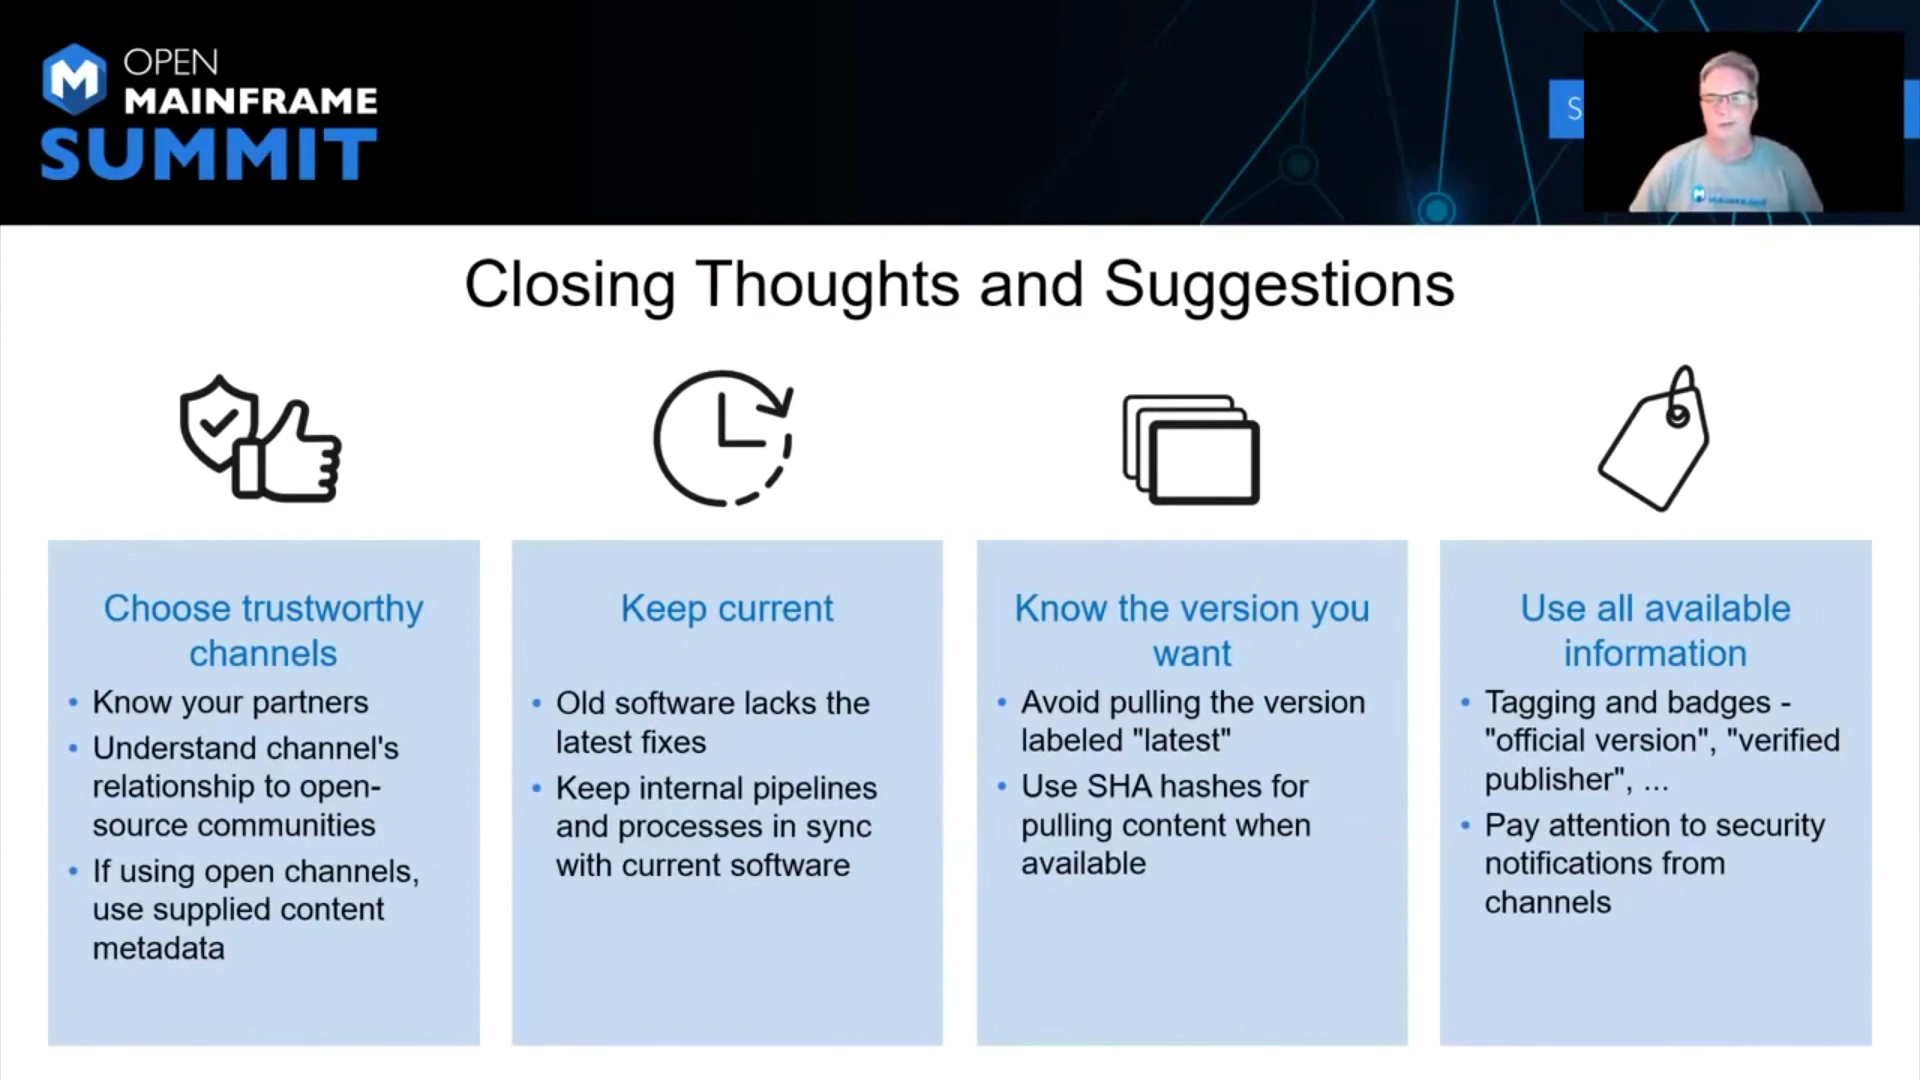 OPEN
MAINFRAME
SUMMIT
S
Closing Thoughts and Suggestions
Choose trustworthy
channels
• Know your partners
• Understand channel's
relationship to open-
source communities
• If using open channels,
use supplied content
metadata
Keep current
• Old software lacks the
latest fixes
• Keep internal pipelines
and processes in sync
with current software
Know the version you
want
• Avoid pulling the version
labeled "latest"
• Use SHA hashes for
pulling content when
available
Use all available
information
• Tagging and badges -
"official version", "verified
publisher", ...
• Pay attention to security
notifications from
channels